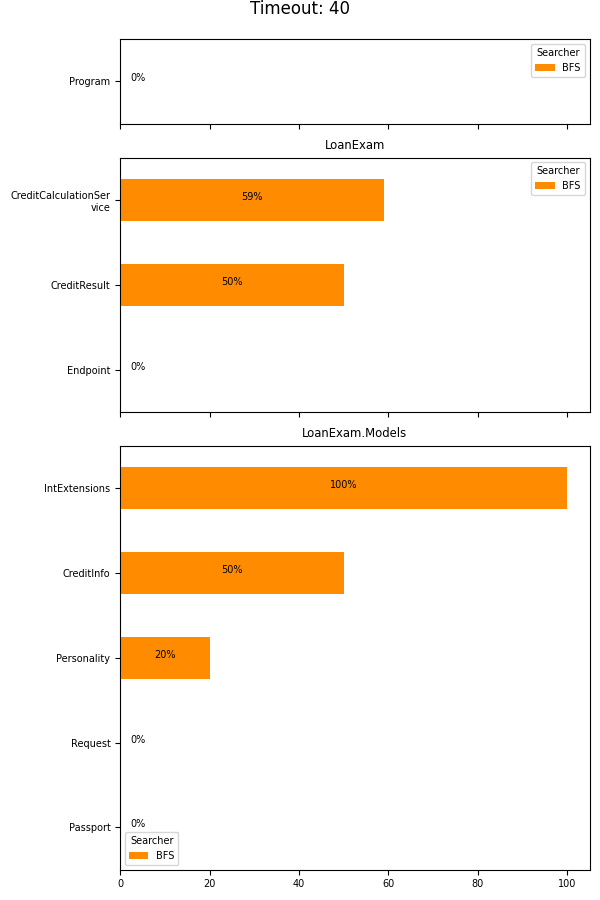 Timeout: 40
Searcher
BFS
Program
0%
LoanExam
Searcher
BFS
CreditCalculationSer
vice
59%
CreditResult
50%
Endpoint
0%
LoanExam.Models
IntExtensions
100%
CreditInfo
50%
Personality
20%
Request
0%
Passport
0%
Searcher
BFS
0 20 40 60 80 100